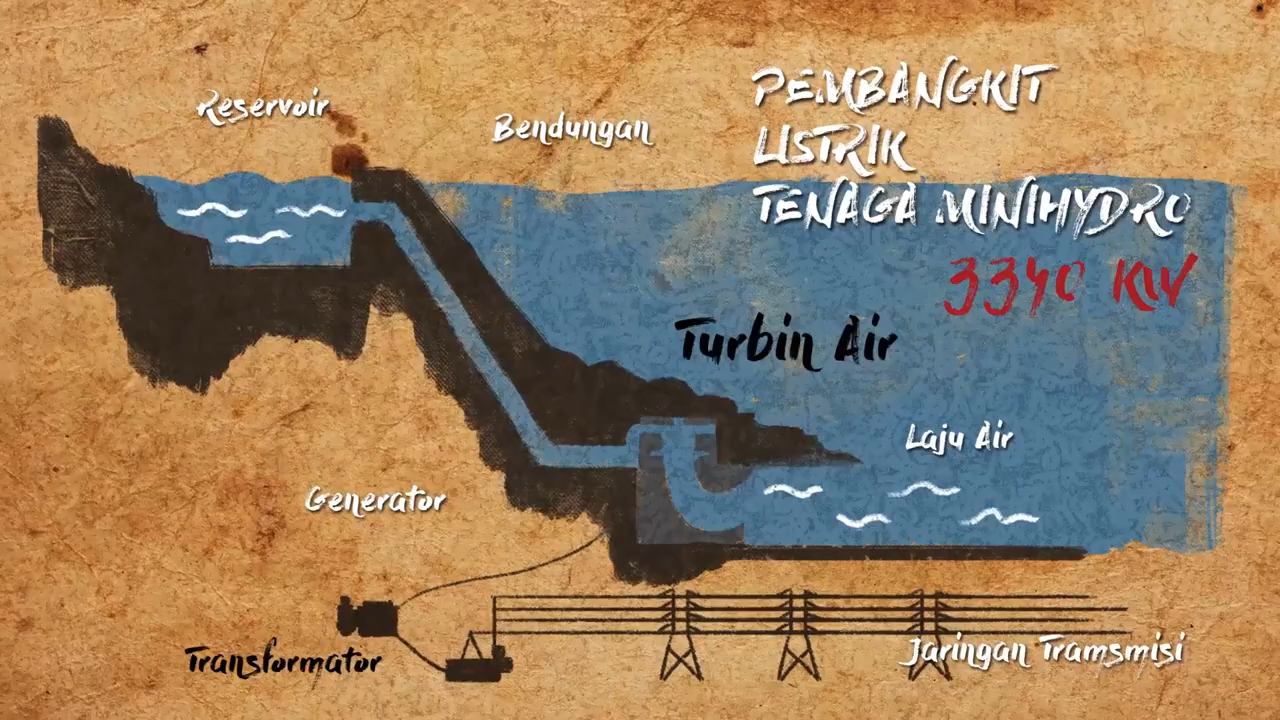 Reservoir
Bendungan
PEMBANGKIT
LISTRIK
TENAGA MINIHYDRO
3340 KW
Turbin Air
Laju Air
Generator
Transformator
Jaringan Tramsmisi